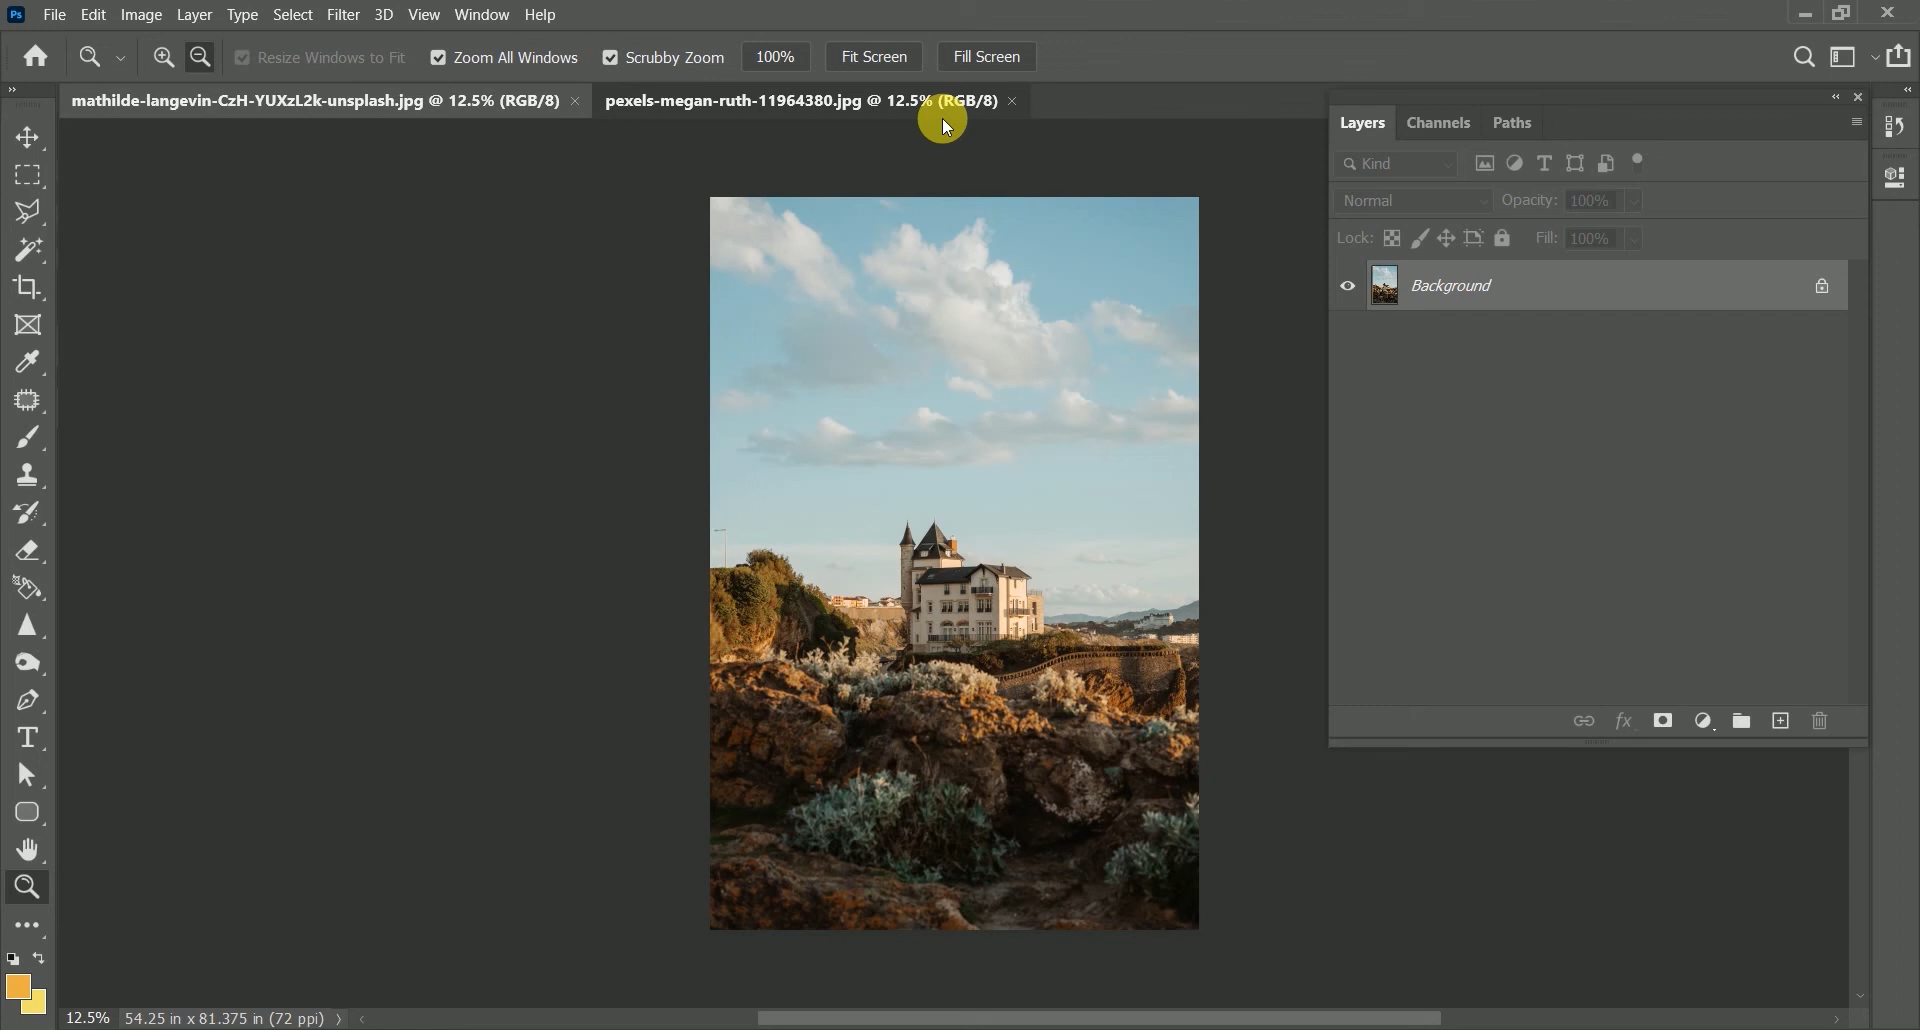 Ps File Edit Image Layer Type Select Filter 3D View Window Help
Resize Windows to Fit Zoom All Windows Scrubby Zoom 100% Fit Screen Fill Screen
mathilde-langevin-CzH-YUXzL2k-unsplash.jpg @ 12.5% (RGB/8) × pexels-megan-ruth-11964380.jpg @ 12.5% (RGB/8) ×
Layers Channels Paths
Kind
Normal Opacity: 100%
Lock: Fill: 100%
Background
fx
12.5% 54.25 in x 81.375 in (72 ppi)